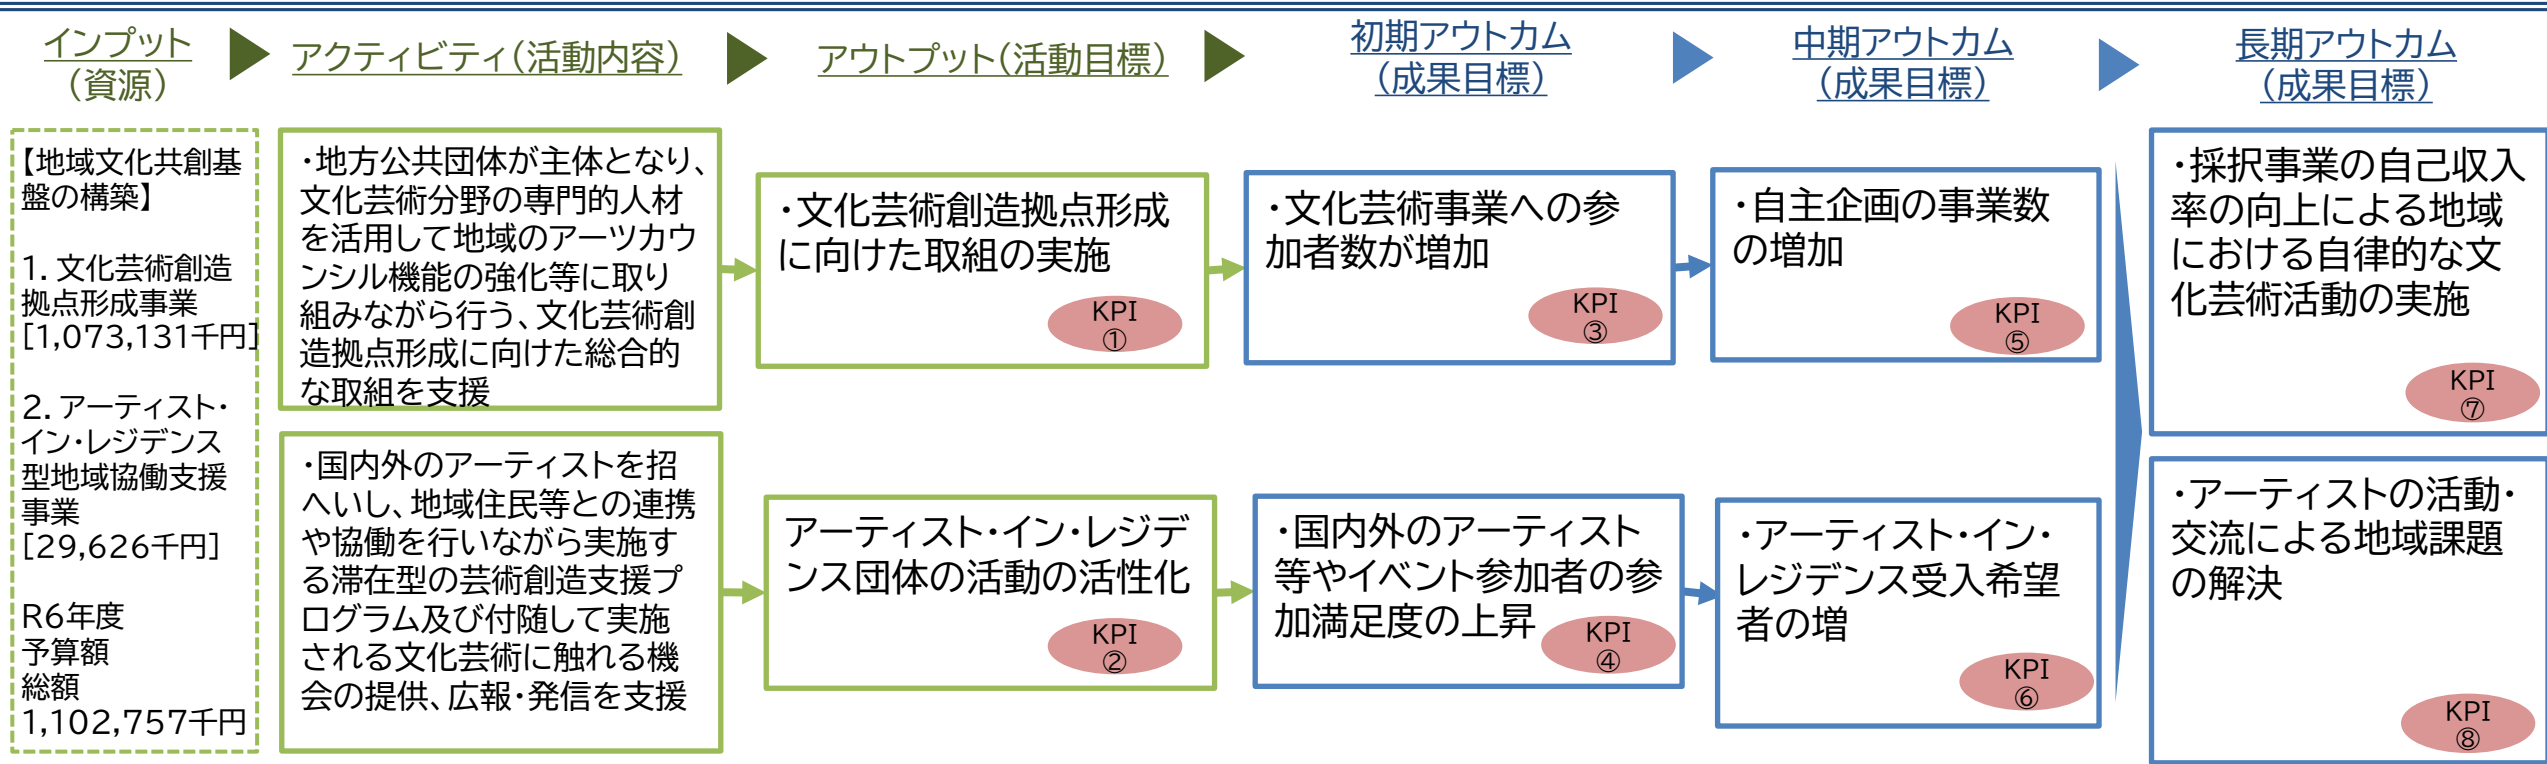 インプット
（資源）
アクティビティ（活動内容）
アウトプット（活動目標）
初期アウトカム
（成果目標）
中期アウトカム
（成果目標）
長期アウトカム
（成果目標）
【地域文化共創基
盤の構築】
1．文化芸術創造
拠点形成事業
[1,073,131千円]
2．アーティスト・
イン・レジデンス
型地域協働支援
事業
[29,626千円]
R6年度
予算額
総額
1,102,757千円
・地方公共団体が主体となり、
文化芸術分野の専門的人材
を活用して地域のアーツカウ
ンシル機能の強化等に取り
組みながら行う、文化芸術創
造拠点形成に向けた総合的
な取組を支援
・国内外のアーティストを招
へいし、地域住民等との連携
や協働を行いながら実施す
る滞在型の芸術創造支援プ
ログラム及び付随して実施
される文化芸術に触れる機
会の提供、広報・発信を支援
・文化芸術創造拠点形成
に向けた取組の実施
KPI
①
アーティスト・イン・レジデ
ンス団体の活動の活性化
KPI
②
・文化芸術事業への参
加者数が増加
KPI
③
・国内外のアーティスト
等やイベント参加者の参
加満足度の上昇
KPI
④
・自主企画の事業数
の増加
KPI
⑤
・アーティスト・イン・
レジデンス受入希望
者の増
KPI
⑥
・採択事業の自己収入
率の向上による地域
における自律的な文
化芸術活動の実施
KPI
⑦
・アーティストの活動・
交流による地域課題
の解決
KPI
⑧